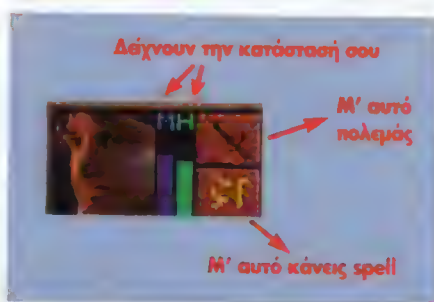 Δείχνουν την κατάστασή σου
MH
Μ' αυτό
πολεμάς
Μ' αυτό κάνεις spell